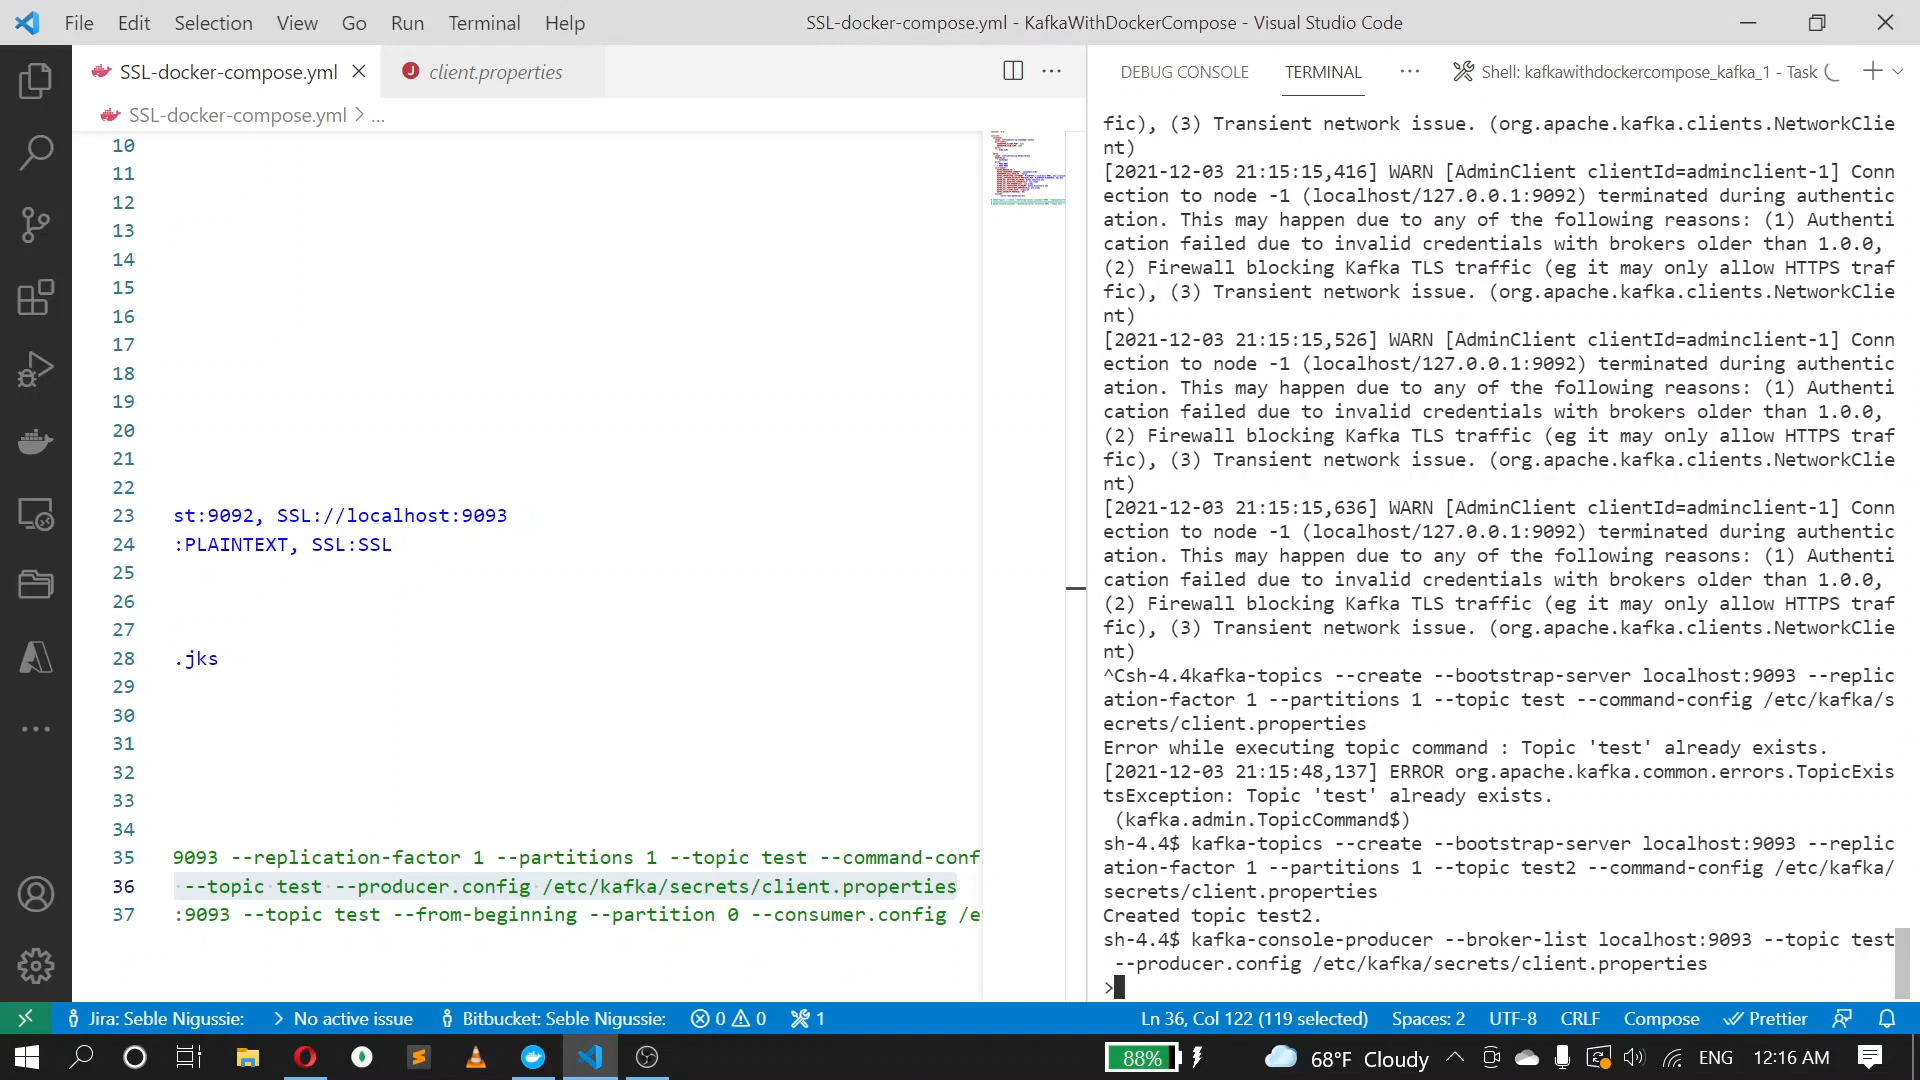 File Edit Selection View Go Run Terminal Help
SSL-docker-compose.yml - KafkaWithDockerCompose - Visual Studio Code
SSL-docker-compose.yml
client.properties
DEBUG CONSOLE TERMINAL
Shell: kafkawithdockercompose_kafka_1 - Task
SSL-docker-compose.yml > ...
10
11
12
13
14
15
16
17
18
19
20
21
22
23 st:9092, SSL://localhost:9093
24 :PLAINTEXT, SSL:SSL
25
26
27
28 .jks
29
30
31
32
33
34
35 9093 --replication-factor 1 --partitions 1 --topic test --command-conf
36 --topic test --producer.config /etc/kafka/secrets/client.properties
37 :9093 --topic test --from-beginning --partition 0 --consumer.config /e
fic), (3) Transient network issue. (org.apache.kafka.clients.NetworkClie
nt)
[2021-12-03 21:15:15,416] WARN [AdminClient clientId=adminclient-1] Conn
ection to node -1 (localhost/127.0.0.1:9092) terminated during authentic
ation. This may happen due to any of the following reasons: (1) Authenti
cation failed due to invalid credentials with brokers older than 1.0.0,
(2) Firewall blocking Kafka TLS traffic (eg it may only allow HTTPS traf
fic), (3) Transient network issue. (org.apache.kafka.clients.NetworkClie
nt)
[2021-12-03 21:15:15,526] WARN [AdminClient clientId=adminclient-1] Conn
ection to node -1 (localhost/127.0.0.1:9092) terminated during authentic
ation. This may happen due to any of the following reasons: (1) Authenti
cation failed due to invalid credentials with brokers older than 1.0.0,
(2) Firewall blocking Kafka TLS traffic (eg it may only allow HTTPS traf
fic), (3) Transient network issue. (org.apache.kafka.clients.NetworkClie
nt)
[2021-12-03 21:15:15,636] WARN [AdminClient clientId=adminclient-1] Conn
ection to node -1 (localhost/127.0.0.1:9092) terminated during authentic
ation. This may happen due to any of the following reasons: (1) Authenti
cation failed due to invalid credentials with brokers older than 1.0.0,
(2) Firewall blocking Kafka TLS traffic (eg it may only allow HTTPS traf
fic), (3) Transient network issue. (org.apache.kafka.clients.NetworkClie
nt)
^Csh-4.4kafka-topics --create --bootstrap-server localhost:9093 --replic
ation-factor 1 --partitions 1 --topic test --command-config /etc/kafka/s
ecrets/client.properties
Error while executing topic command : Topic 'test' already exists.
[2021-12-03 21:15:48,137] ERROR org.apache.kafka.common.errors.TopicExis
tsException: Topic 'test' already exists.
(kafka.admin.TopicCommand$)
sh-4.4$ kafka-topics --create --bootstrap-server localhost:9093 --replic
ation-factor 1 --partitions 1 --topic test2 --command-config /etc/kafka/
secrets/client.properties
Created topic test2.
sh-4.4$ kafka-console-producer --broker-list localhost:9093 --topic test
--producer.config /etc/kafka/secrets/client.properties
>
Jira: Seble Nigussie: > No active issue Bitbucket: Seble Nigussie: 0 0 1
Ln 36, Col 122 (119 selected) Spaces: 2 UTF-8 CRLF Compose Prettier
88% 68°F Cloudy ENG 12:16 AM